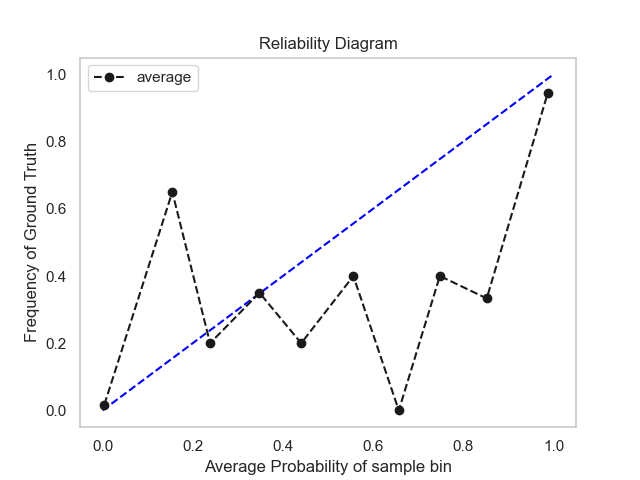 Reliability Diagram
average
1.0
0.8
0.6
0.4
0.2
0.0
Frequency of Ground Truth
0.0 0.2 0.4 0.6 0.8 1.0
Average Probability of sample bin